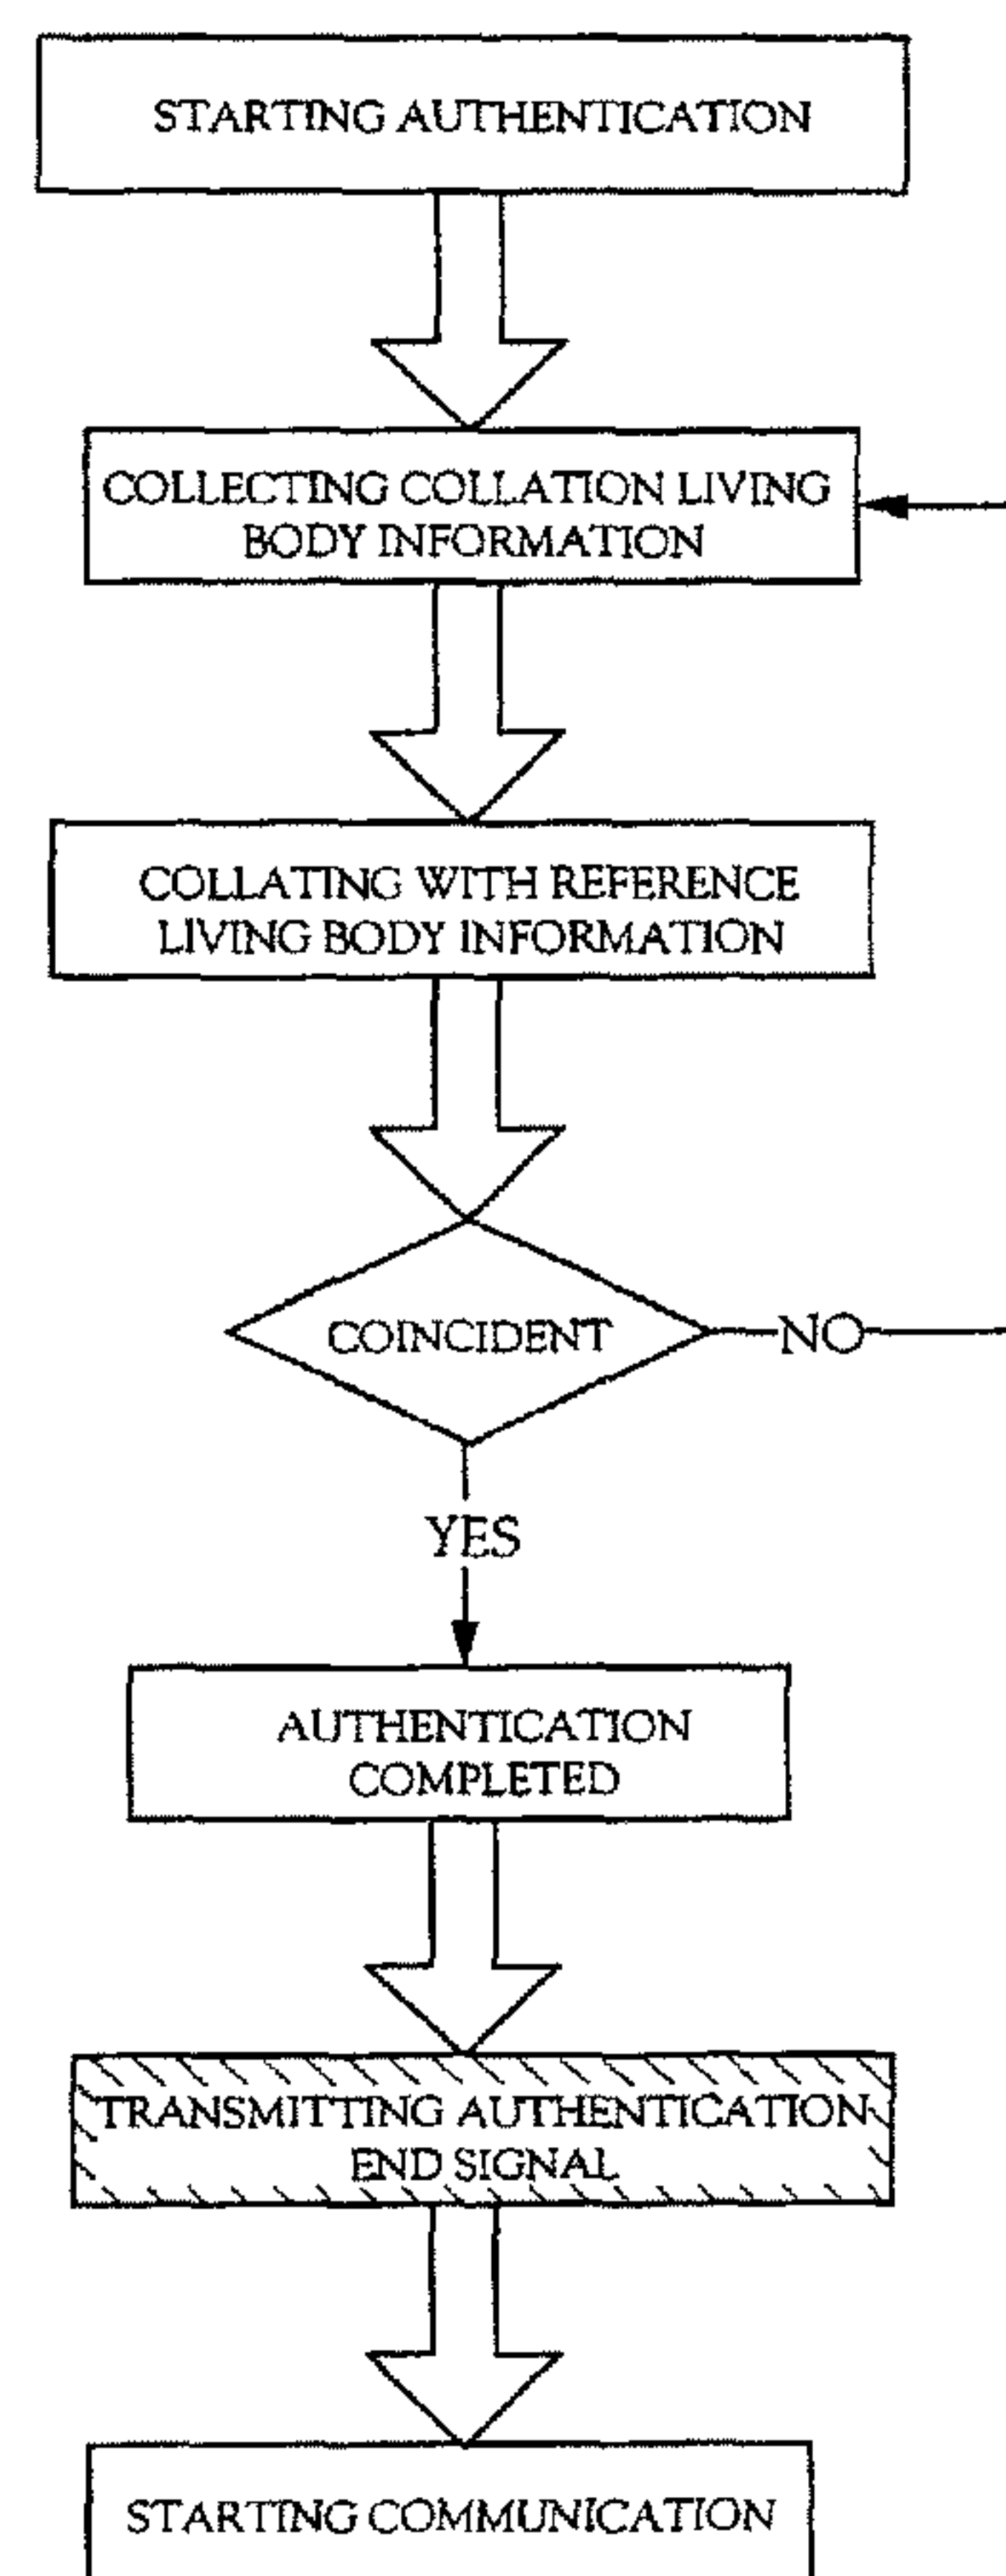 STARTING AUTHENTICATION
COLLECTING COLLATION LIVING
BODY INFORMATION
COLLATING WITH REFERENCE
LIVING BODY INFORMATION
COINCIDENT
NO
YES
AUTHENTICATION
COMPLETED
TRANSMITTING AUTHENTICATION
END SIGNAL
STARTING COMMUNICATION